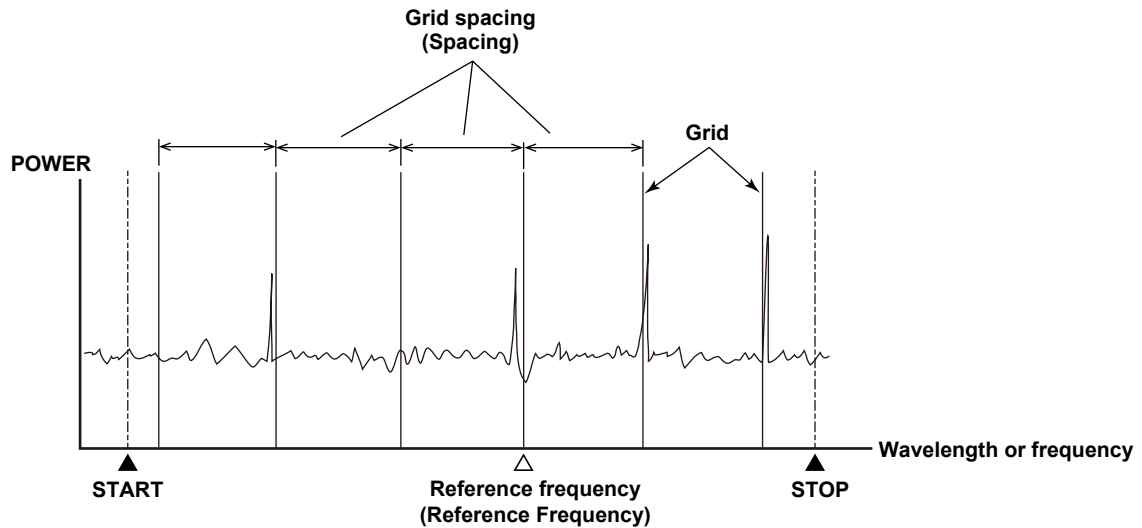 Grid spacing
(Spacing)
Grid
POWER
Wavelength or frequency
START
Reference frequency
(Reference Frequency)
STOP